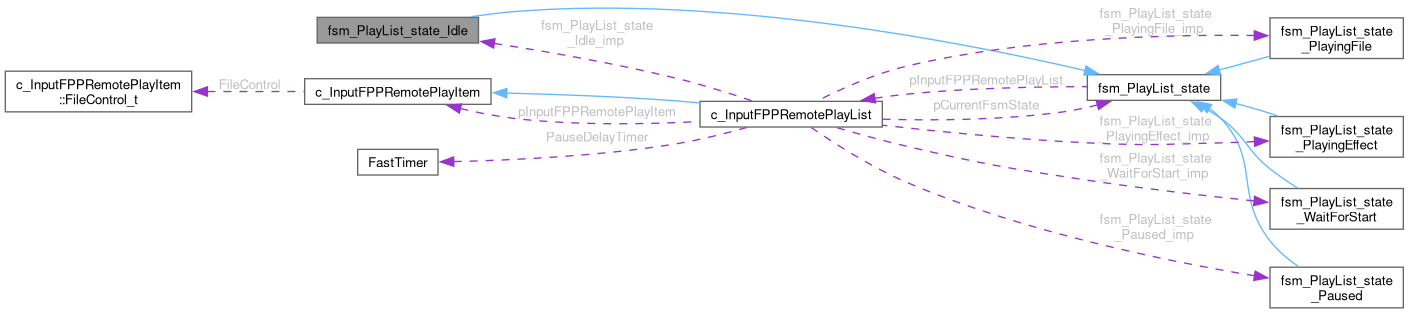 fsm_PlayList_state_Idle
fsm_PlayList_state
_Idle_imp
fsm_PlayList_state
_PlayingFile_imp
fsm_PlayList_state
_PlayingFile
c_InputFPPRemotePlayItem
::FileControl_t
FileControl
c_InputFPPRemotePlayItem
pInputFPPRemotePlayItem
PauseDelayTimer
FastTimer
c_InputFPPRemotePlayList
pInputFPPRemotePlayList
pCurrentFsmState
fsm_PlayList_state
fsm_PlayList_state
_PlayingEffect_imp
fsm_PlayList_state
_PlayingEffect
fsm_PlayList_state
_WaitForStart_imp
fsm_PlayList_state
_WaitForStart
fsm_PlayList_state
_Paused_imp
fsm_PlayList_state
_Paused